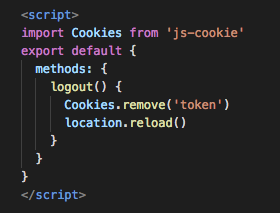 <script>
import Cookies from 'js-cookie'
export default {
  methods: {
    logout() {
      Cookies.remove('token')
      location.reload()
    }
  }
}
</script>